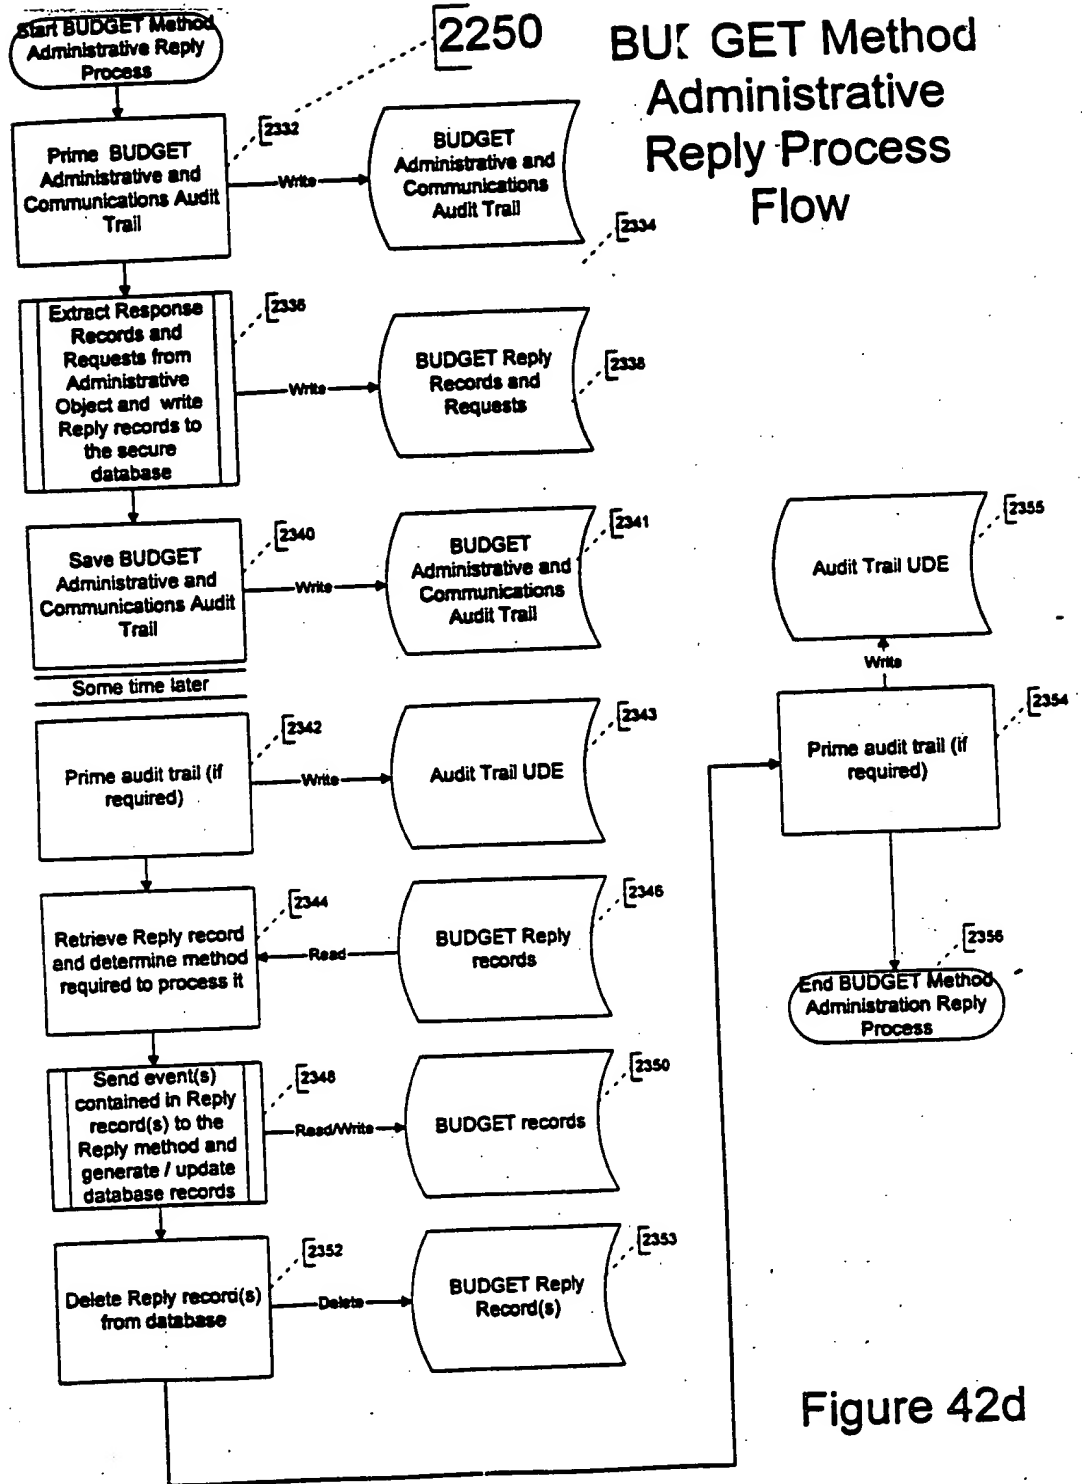 Start BUDGET Method
Administrative Reply
Process
2250
BUDGET Method
Administrative
Reply Process
Flow
2332
Prime BUDGET
Administrative and
Communications Audit
Trail
Write
BUDGET
Administrative and
Communications
Audit Trail
2334
2336
Extract Response
Records and
Requests from
Administrative
Object and write
Reply records to
the secure
database
Write
BUDGET Reply
Records and
Requests
2338
2340
Save BUDGET
Administrative and
Communications Audit
Trail
Write
BUDGET
Administrative and
Communications
Audit Trail
2341
Some time later
2342
Prime audit trail (if
required)
Write
Audit Trail UDE
2343
2344
Retrieve Reply record
and determine method
required to process it
Read
BUDGET Reply
records
2346
Send event(s)
contained in Reply
record(s) to the
Reply method and
generate / update
database records
2348
Read/Write
BUDGET records
2350
2352
Delete Reply record(s)
from database
Delete
BUDGET Reply
Record(s)
2353
2355
Audit Trail UDE
Write
2354
Prime audit trail (if
required)
2356
End BUDGET Method
Administration Reply
Process
Figure 42d